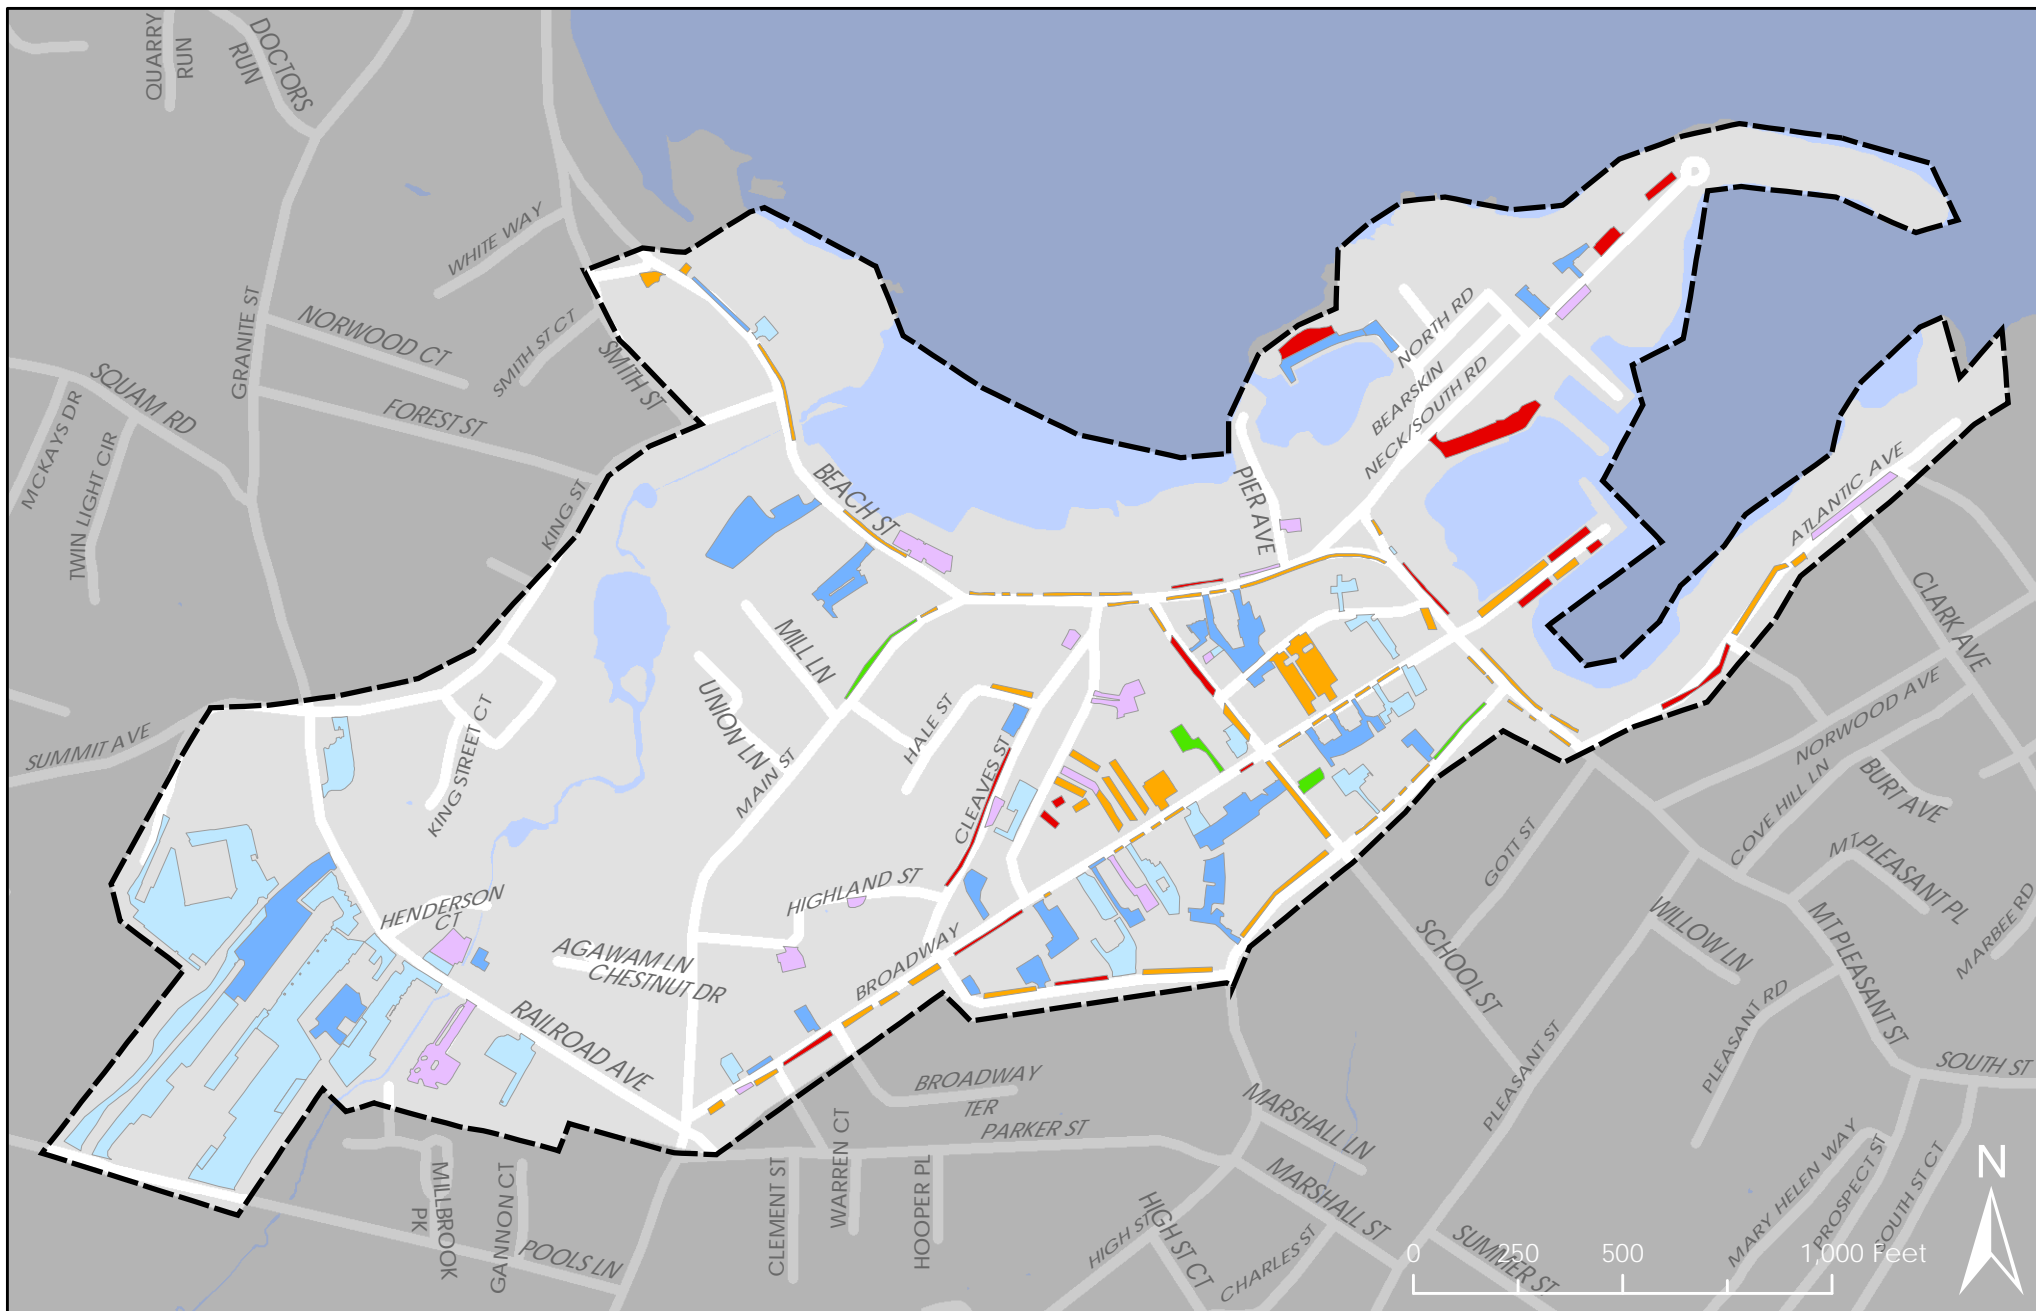 QUARRY
RUN
DOCTORS
RUN
WHITE WAY
GRANITE ST
NORWOOD CT
SMITH ST CT
SMITH ST
SQUAM RD
MCKAYS DR
TWIN LIGHT CIR
FOREST ST
KING ST
BEACH ST
NORTH RD
BEARSKIN
NECK/SOUTH RD
PIER AVE
ATLANTIC AVE
CLARK AVE
MILL LN
UNION LN
MAIN ST
HALE ST
CLEAVES ST
KING STREET CT
SUMMIT AVE
NORWOOD AVE
COVE HILL LN
BURT AVE
MT PLEASANT PL
MARBEE RD
GOTT ST
HENDERSON
CT
HIGHLAND ST
AGAWAM LN
CHESTNUT DR
BROADWAY
SCHOOL ST
WILLOW LN
MT PLEASANT ST
PLEASANT RD
PLEASANT ST
SOUTH ST
RAILROAD AVE
BROADWAY
TER
PARKER ST
MARSHALL LN
MARSHALL ST
WARREN CT
CLEMENT ST
HOOPER PL
MILLBROOK
PK
GANNON CT
POOLS LN
HIGH ST
HIGH ST CT
CHARLES ST
SUMMER ST
MARY HELEN WAY
PROSPECT ST
SOUTH ST CT
N
0 250 500 1,000 Feet